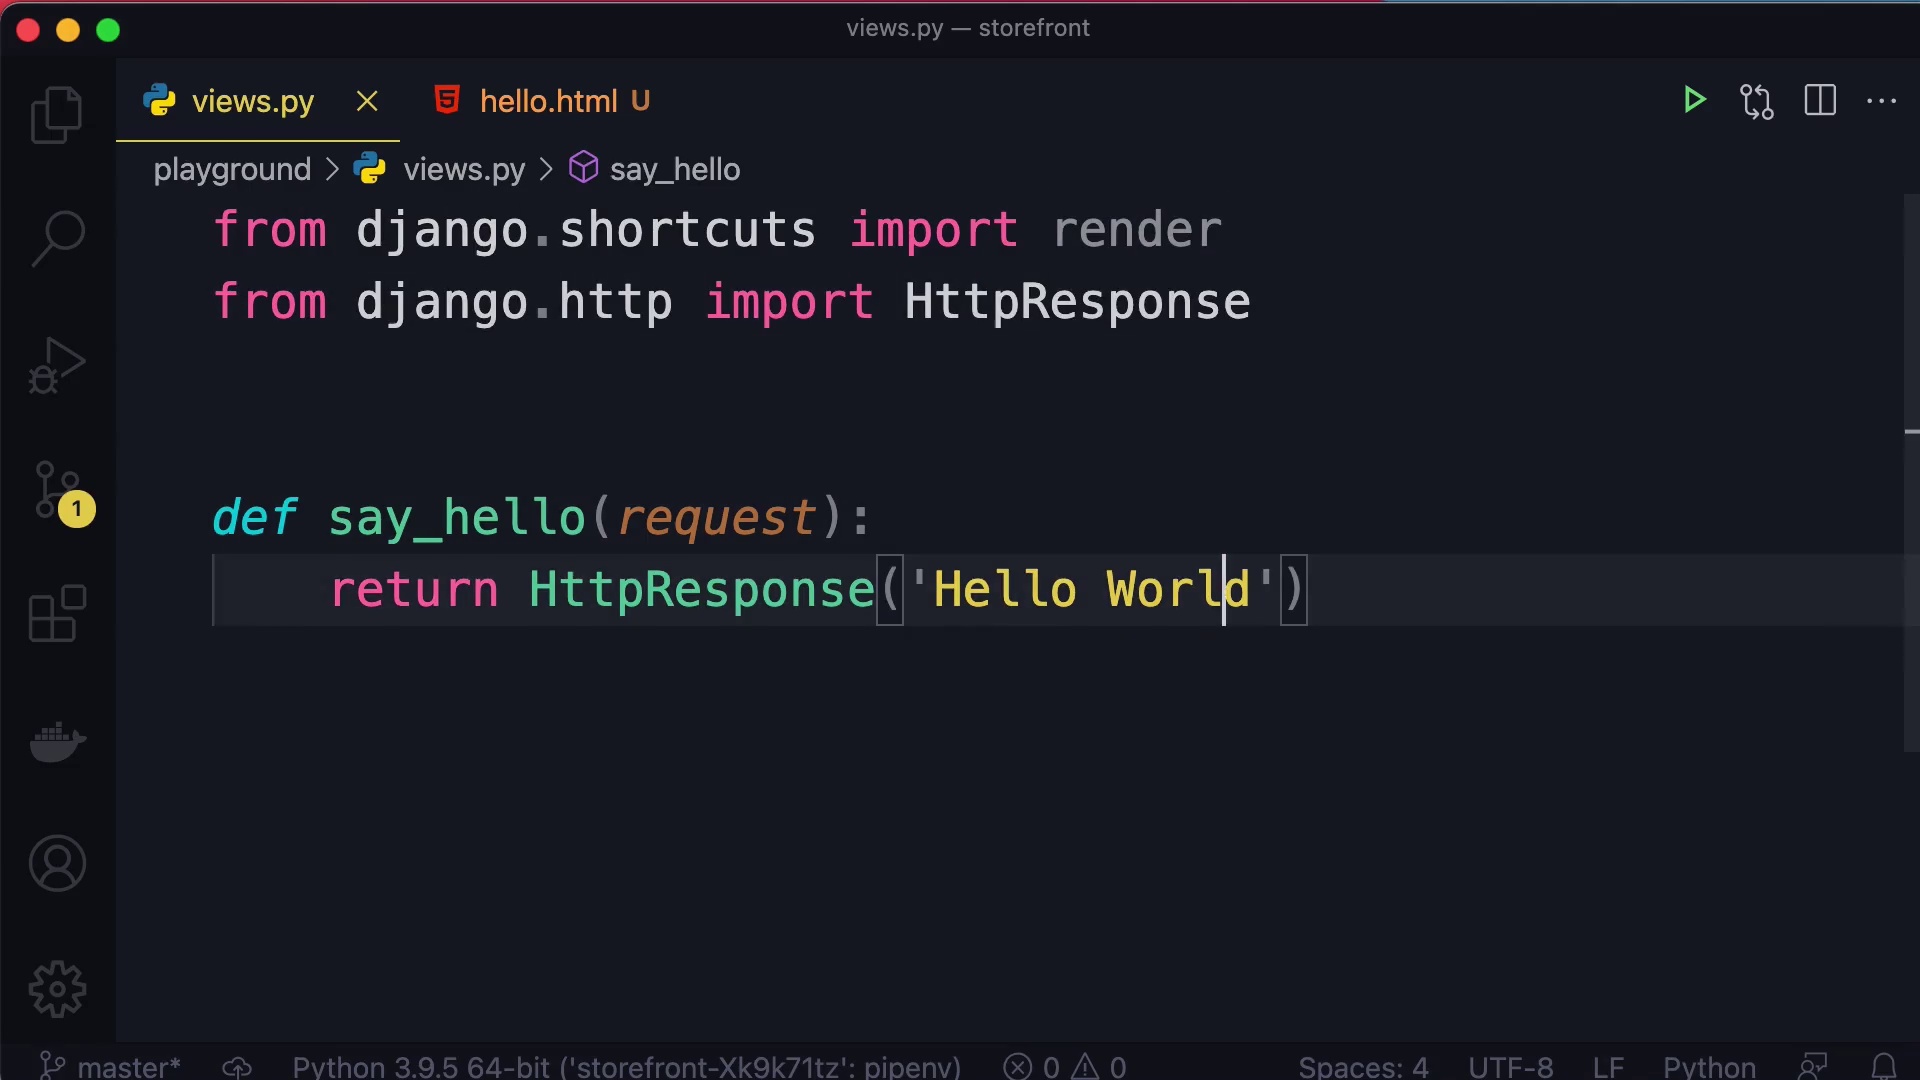 views.py — storefront
views.py hello.html U
playground > views.py > say_hello
from django.shortcuts import render
from django.http import HttpResponse
def say_hello(request):
return HttpResponse('Hello World')
1
master* Python 3.9.5 64-bit ('storefront-Xk9k71tz': pipenv) 0 0 Spaces: 4 UTF-8 LF Python